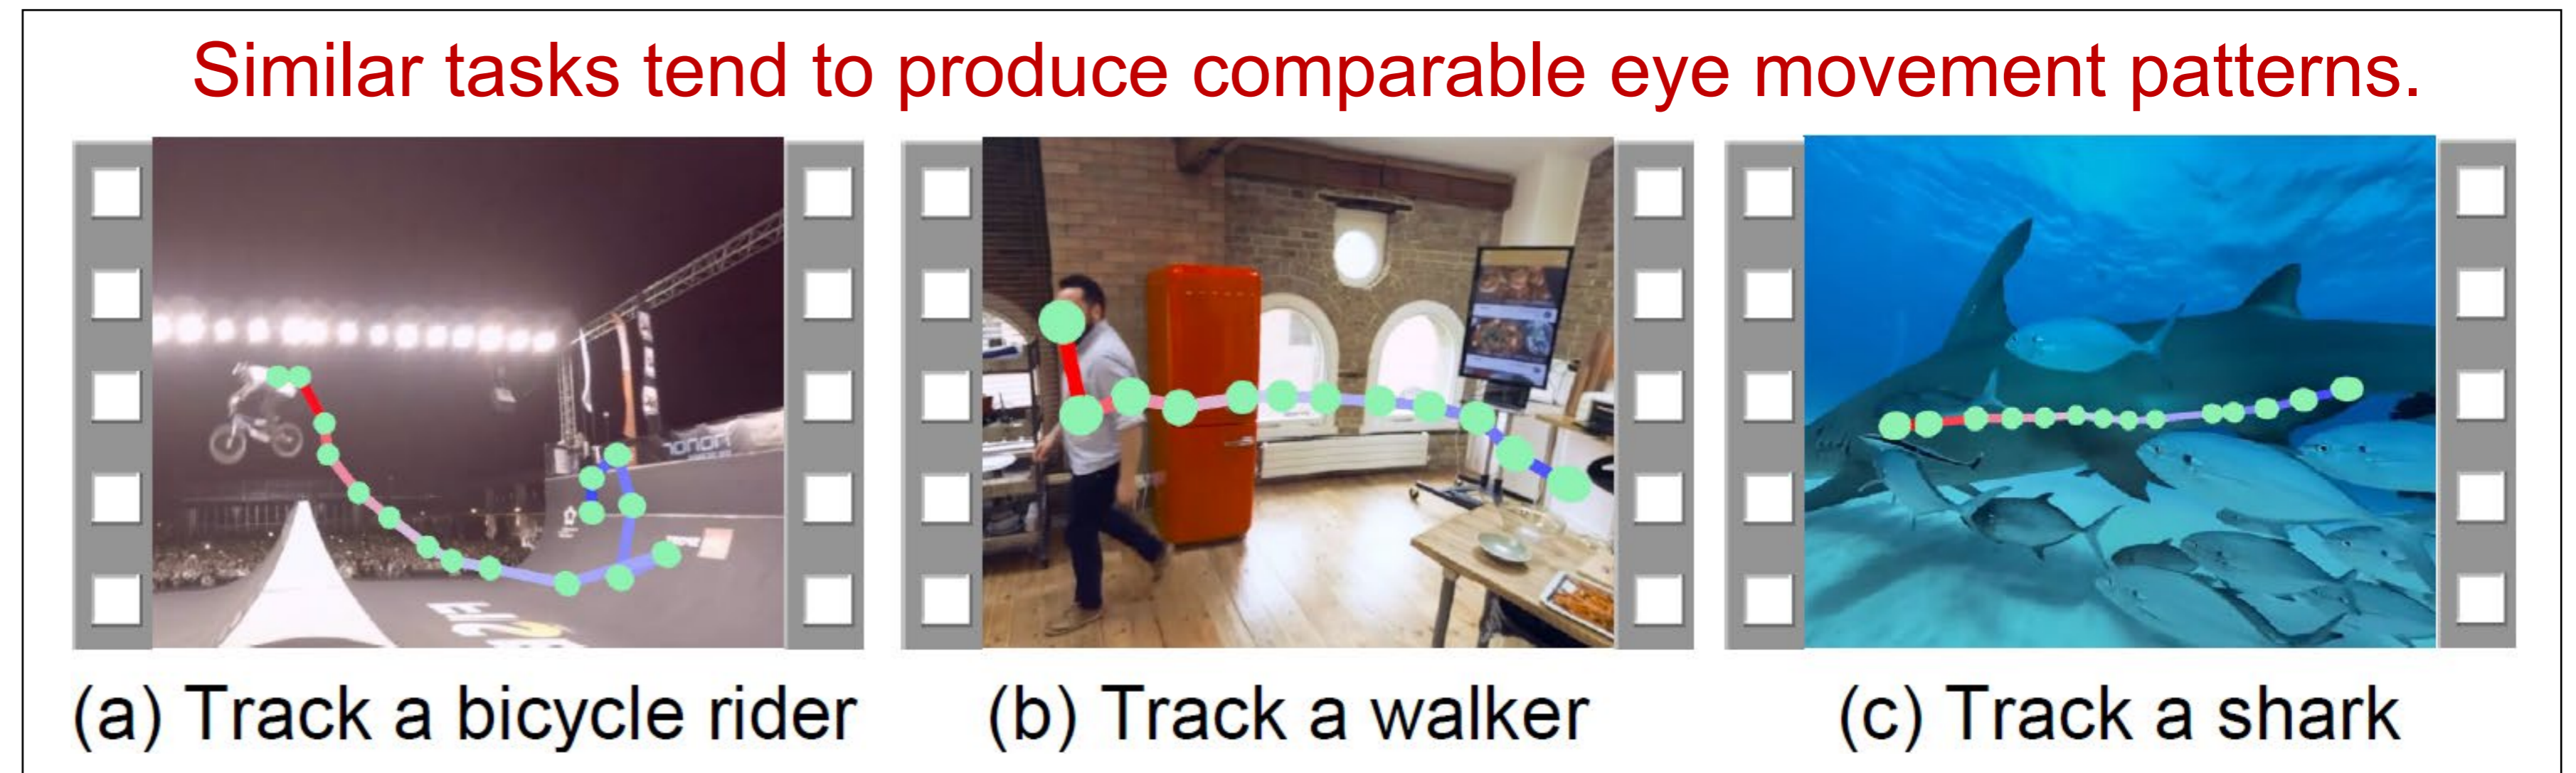 Similar tasks tend to produce comparable eye movement patterns.
(a) Track a bicycle rider
(b) Track a walker
(c) Track a shark